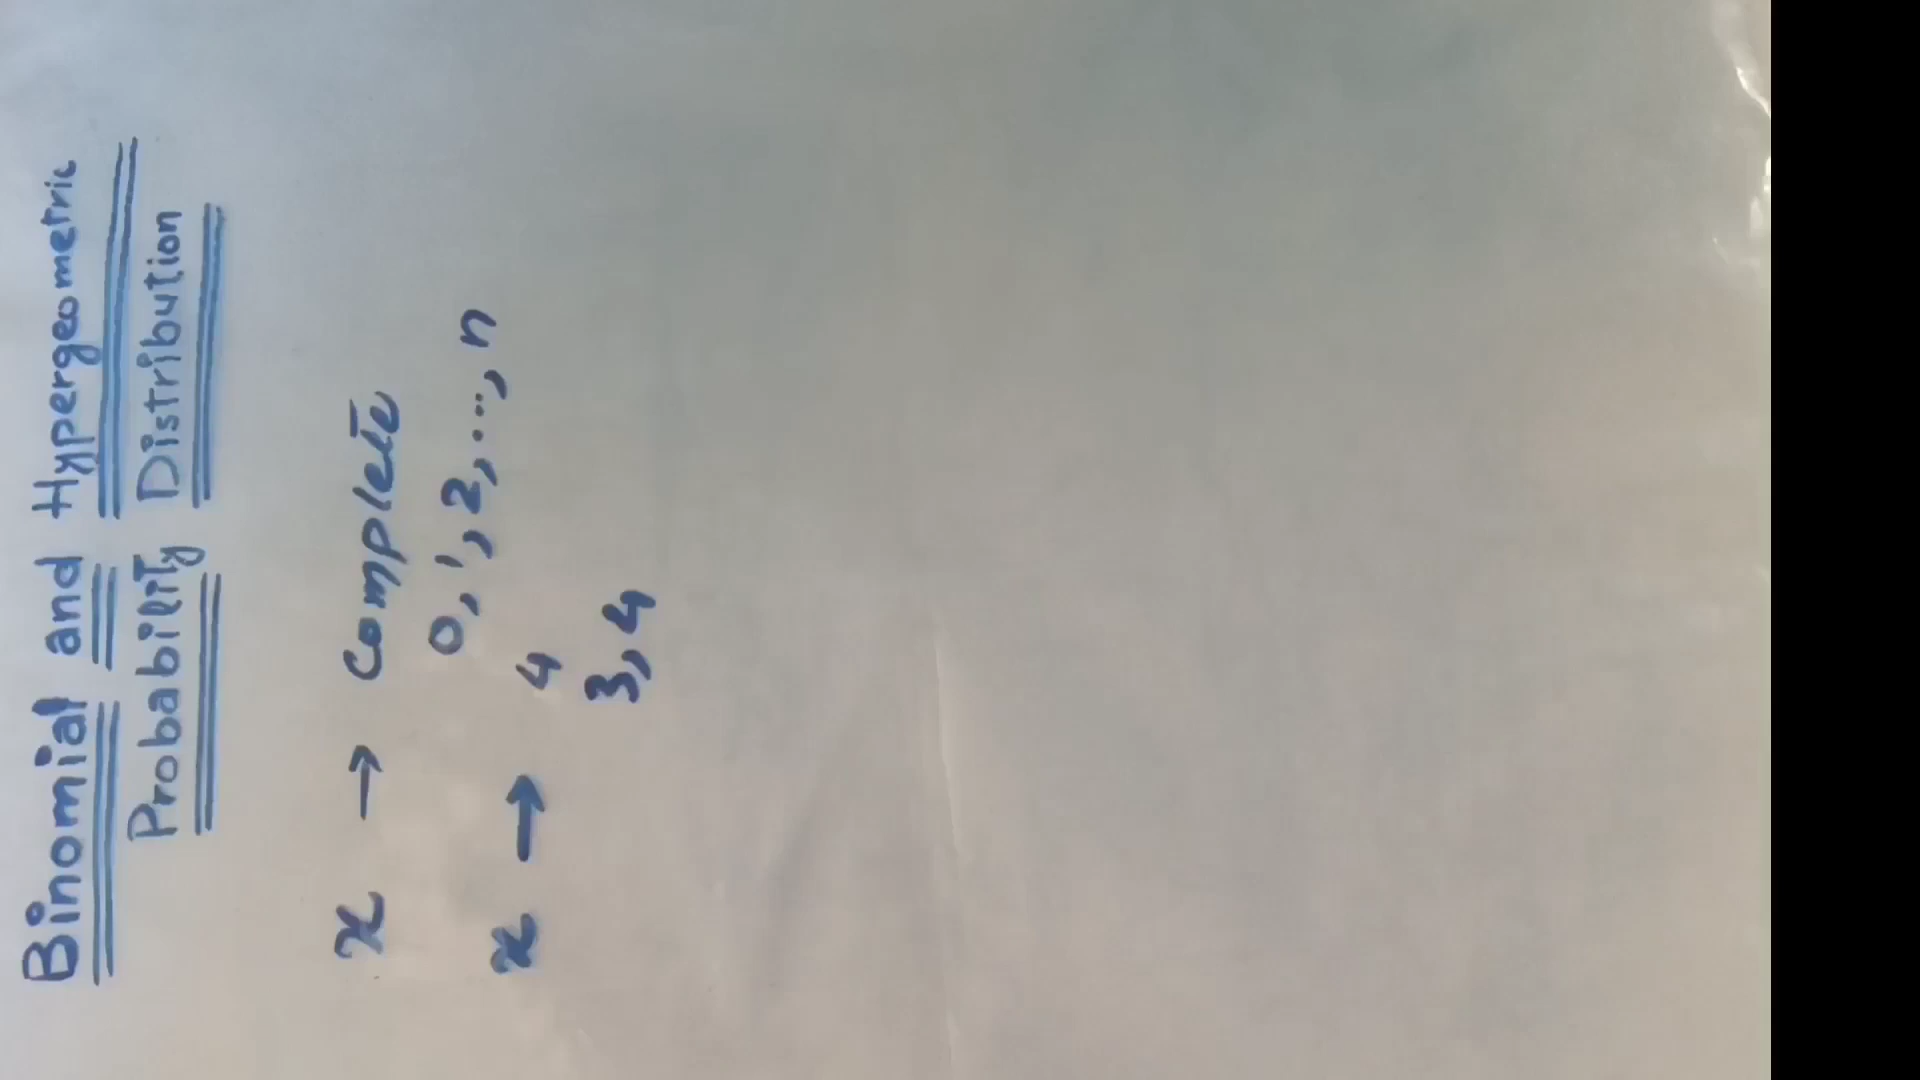 Binomial and Hypergeometric
Probability Distribution
x → Complete
0, 1, 2, ..., n
x → 4
3, 4